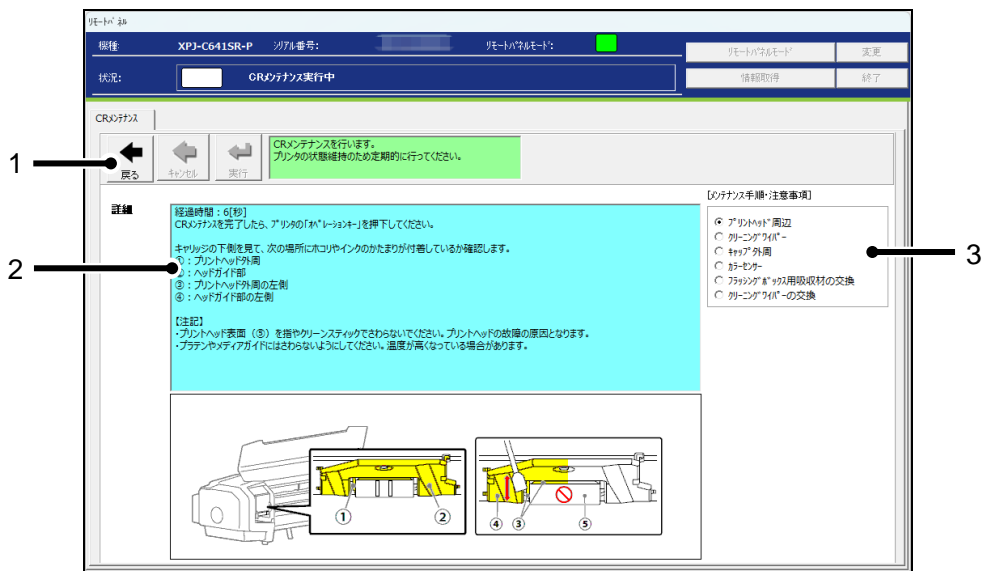 リモートパネル
機種: XPJ-C641SR-P シリアル番号: リモートパネルモード:
リモートパネルモード 変更
状況: CRメンテナンス実行中
情報取得 終了
CRメンテナンス
戻る キャンセル 実行
CRメンテナンスを行います。
プリンタの状態維持のため定期的に行ってください。
1
詳細
経過時間:6[秒]
CRメンテナンスを完了したら、プリンタの「オペレーションキー」を押下してください。
キャリッジの下側を見て、次の場所にホコリやインクのかたまりが付着しているか確認します。
①:プリントヘッド外周
②:ヘッドガイド部
③:プリントヘッド外周の左側
④:ヘッドガイド部の左側
【注記】
・プリントヘッド表面(⑤)を指やクリーンスティックでさわらないでください。プリントヘッドの故障の原因となります。
・プラテンやメディアガイドにはさわらないようにしてください。温度が高くなっている場合があります。
2
[メンテナンス手順・注意事項]
プリントヘッド周辺
クリーニングワイパー
キャップ外周
カラーセンサー
フラッシングボックス用吸収材の交換
クリーニングワイパーの交換
3
① ②
④ ③ ⑤